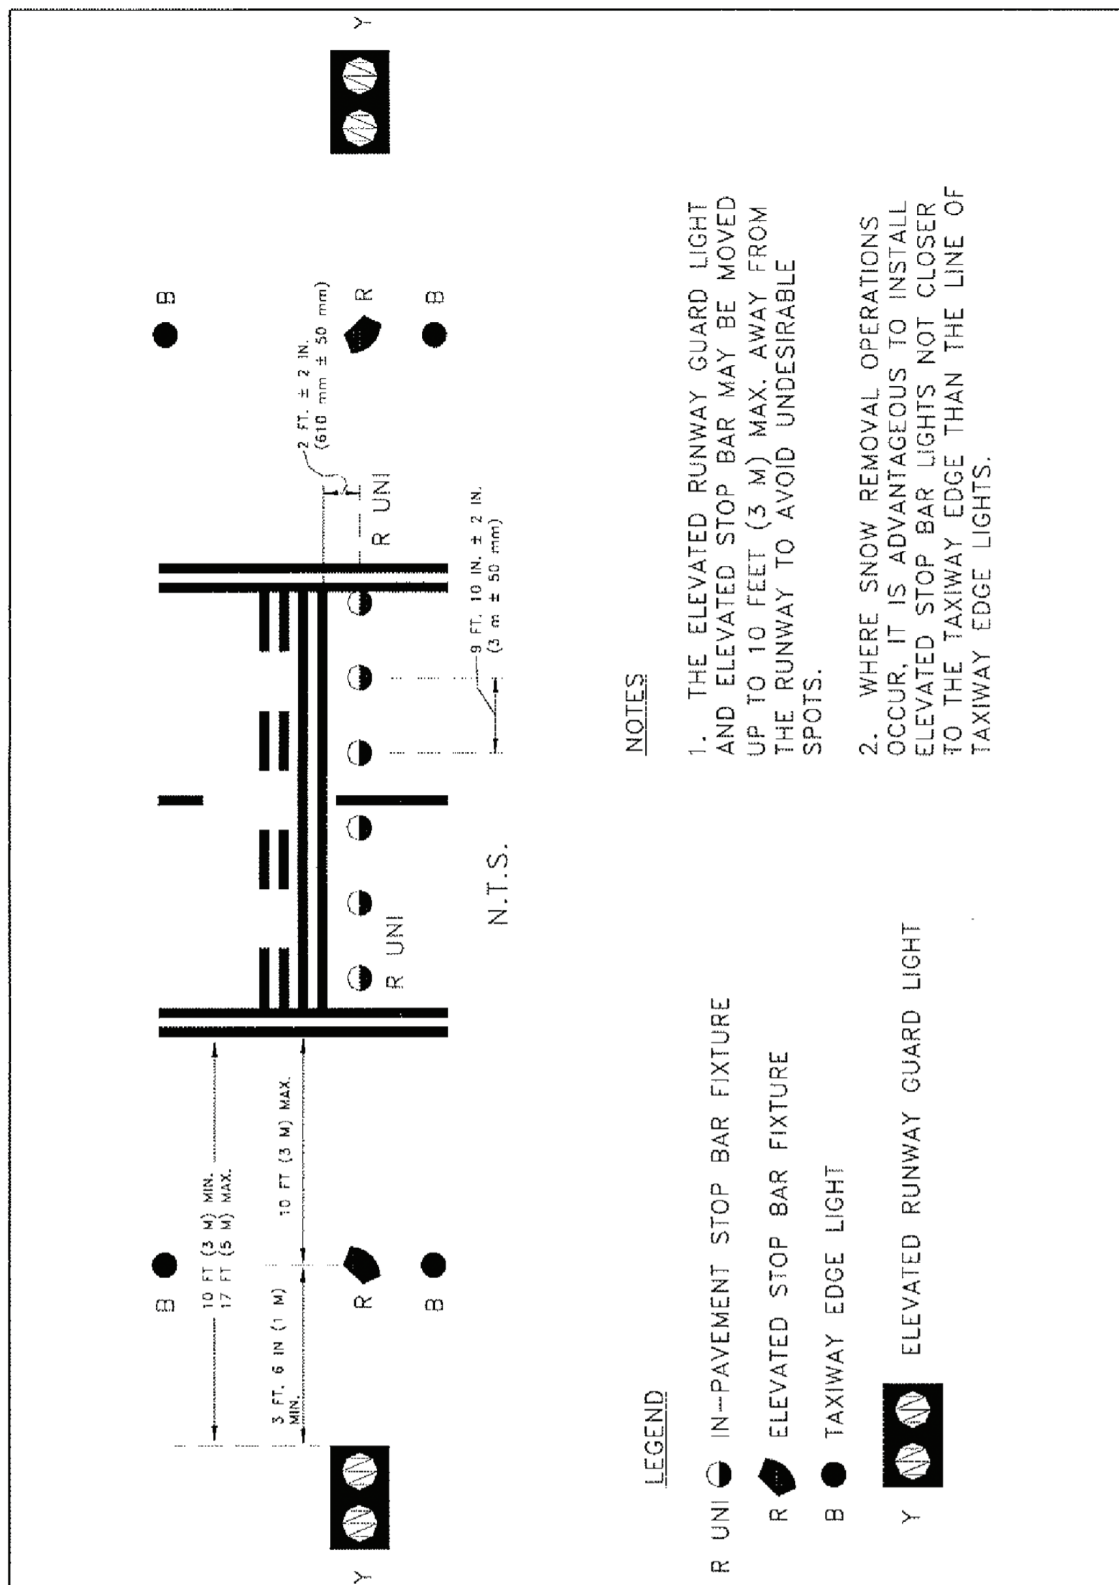 Y
Y
B
B
R
R
B
B
10 FT (3 M) MIN.
17 FT (5 M) MAX.
3 FT. 6 IN (1 M)
MIN.
10 FT (3 M) MAX.
2 FT. ± 2 IN.
(610 mm ± 50 mm)
R UNI
R UNI
9 FT. 10 IN. ± 2 IN.
(3 m ± 50 mm)
N.T.S.
LEGEND
R UNI IN-PAVEMENT STOP BAR FIXTURE
R ELEVATED STOP BAR FIXTURE
B TAXIWAY EDGE LIGHT
Y ELEVATED RUNWAY GUARD LIGHT
NOTES
1. THE ELEVATED RUNWAY GUARD LIGHT
AND ELEVATED STOP BAR MAY BE MOVED
UP TO 10 FEET (3 M) MAX. AWAY FROM
THE RUNWAY TO AVOID UNDESIRABLE
SPOTS.
2. WHERE SNOW REMOVAL OPERATIONS
OCCUR, IT IS ADVANTAGEOUS TO INSTALL
ELEVATED STOP BAR LIGHTS NOT CLOSER
TO THE TAXIWAY EDGE THAN THE LINE OF
TAXIWAY EDGE LIGHTS.